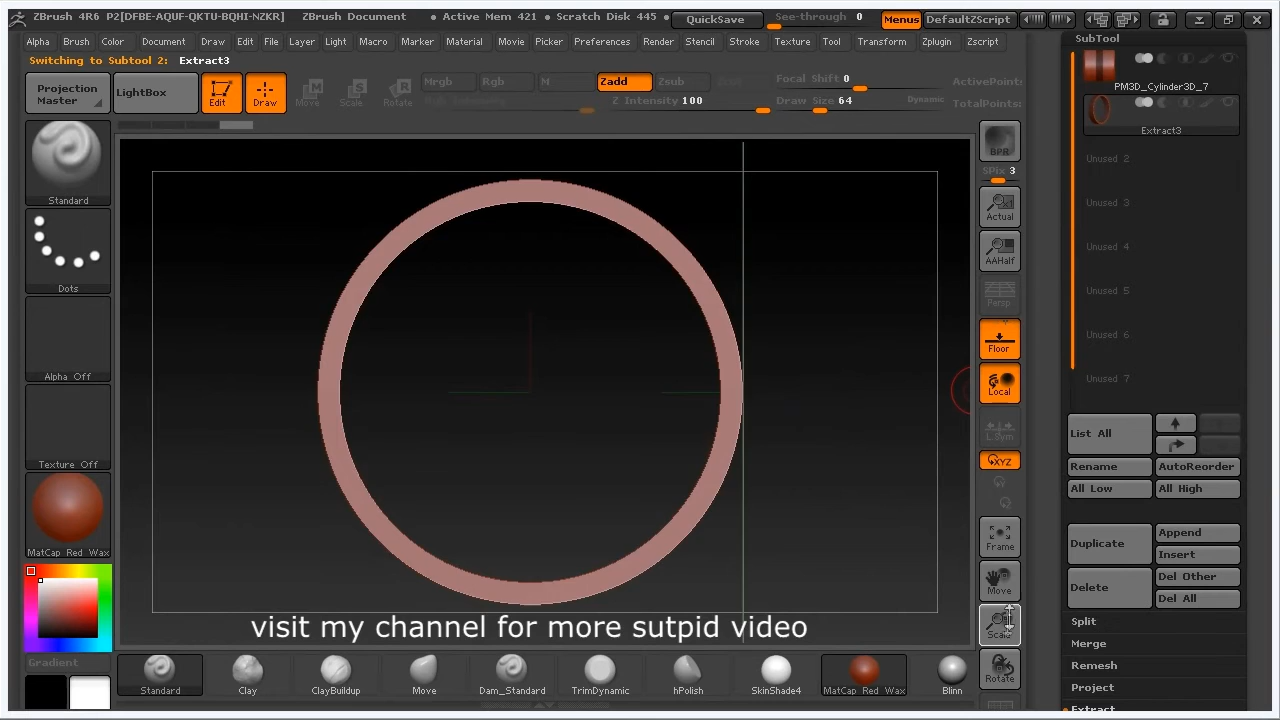 ZBrush 4R6 P2[DFBE-AQUF-QKTU-BQHI-NZKR]
ZBrush Document
Active Mem 421
Scratch Disk 445
QuickSave
See-through 0
Menus
DefaultZScript
Alpha Brush Color Document Draw Edit File Layer Light Macro Marker Material Movie Picker Preferences Render Stencil Stroke Texture Tool Transform Zplugin Zscript
Switching to Subtool 2: Extract3
Projection
Master
LightBox
Edit
Draw
Move
Scale
Rotate
Mrgb
Rgb
M
Zadd
Zsub
Z Intensity 100
Focal Shift 0
Draw Size 64
Dynamic
ActivePoints:
TotalPoints:
Standard
Dots
Alpha Off
Texture Off
MatCap Red Wax
Gradient
BPR
SPix 3
Actual
AAHalf
Persp
Floor
Local
L.Sym
XYZ
Frame
Move
Scale
Rotate
SubTool
PM3D_Cylinder3D_7
Extract3
Unused 2
Unused 3
Unused 4
Unused 5
Unused 6
Unused 7
List All
Rename
AutoReorder
All Low
All High
Duplicate
Append
Insert
Delete
Del Other
Del All
Split
Merge
Remesh
Project
Extract
visit my channel for more sutpid video
Standard
Clay
ClayBuildup
Move
Dam_Standard
TrimDynamic
hPolish
SkinShade4
MatCap Red Wax
Blinn